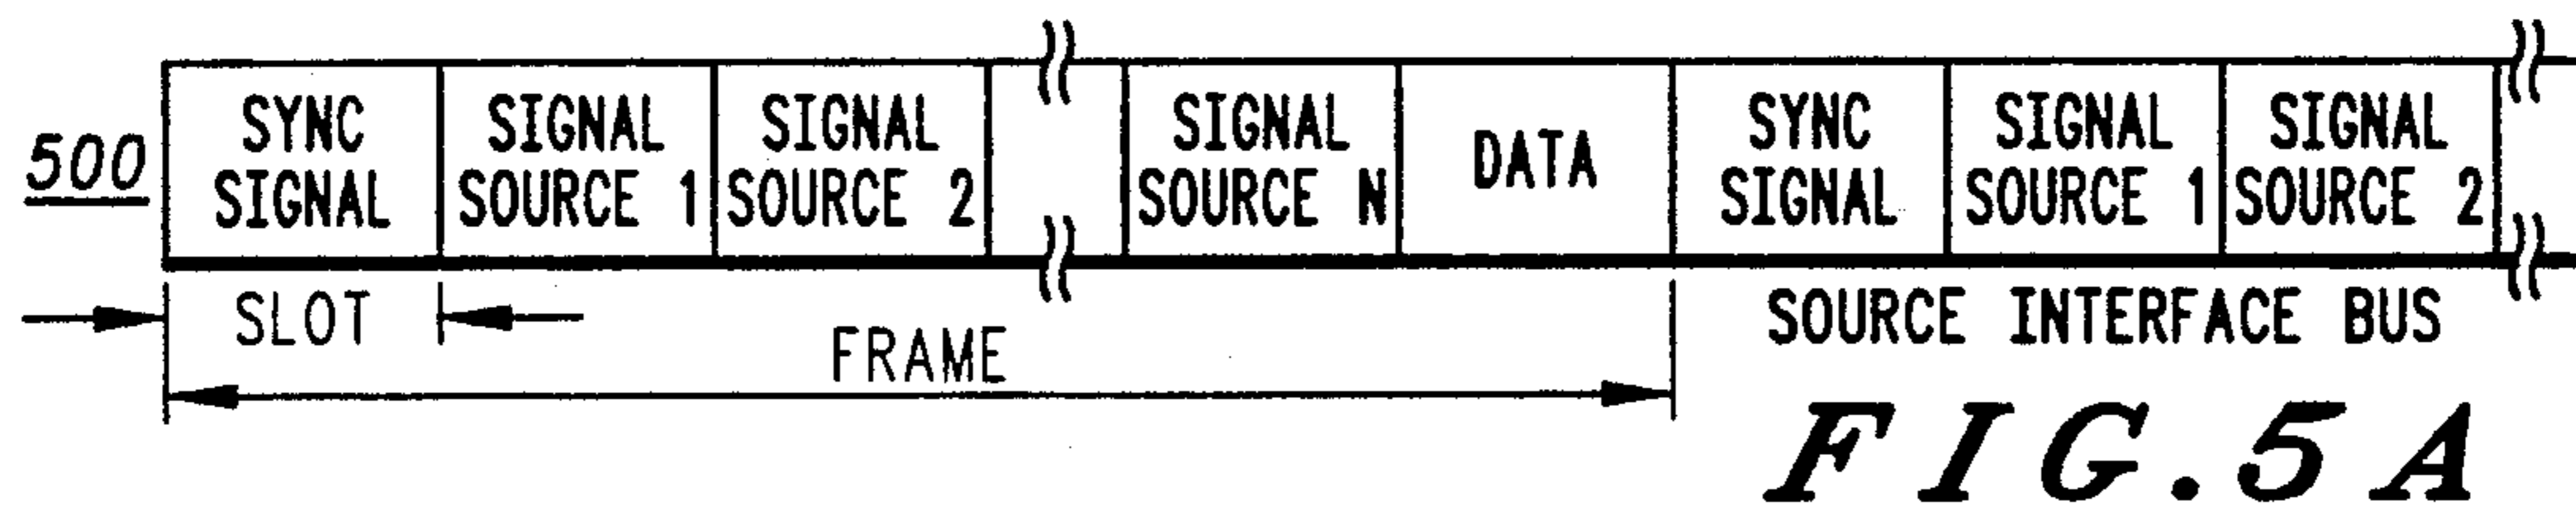 500
SYNC
SIGNAL
SIGNAL
SOURCE 1
SIGNAL
SOURCE 2
SIGNAL
SOURCE N
DATA
SYNC
SIGNAL
SIGNAL
SOURCE 1
SIGNAL
SOURCE 2
SLOT
FRAME
SOURCE INTERFACE BUS
FIG.5A